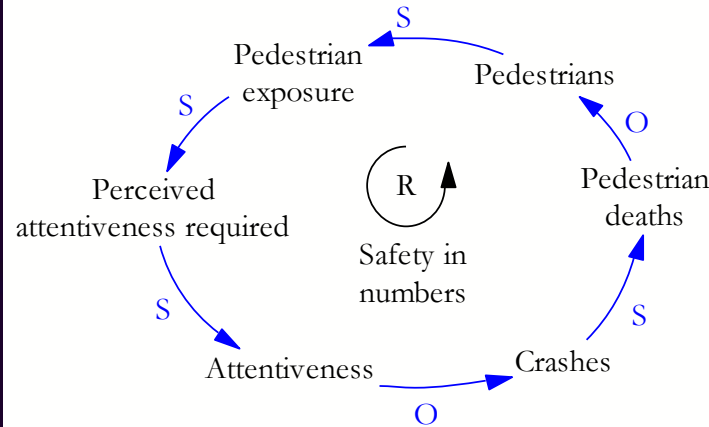 S
Pedestrian
exposure
Pedestrians
S
O
Perceived
attentiveness required
R
Pedestrian
deaths
Safety in
numbers
S
S
Attentiveness
Crashes
O